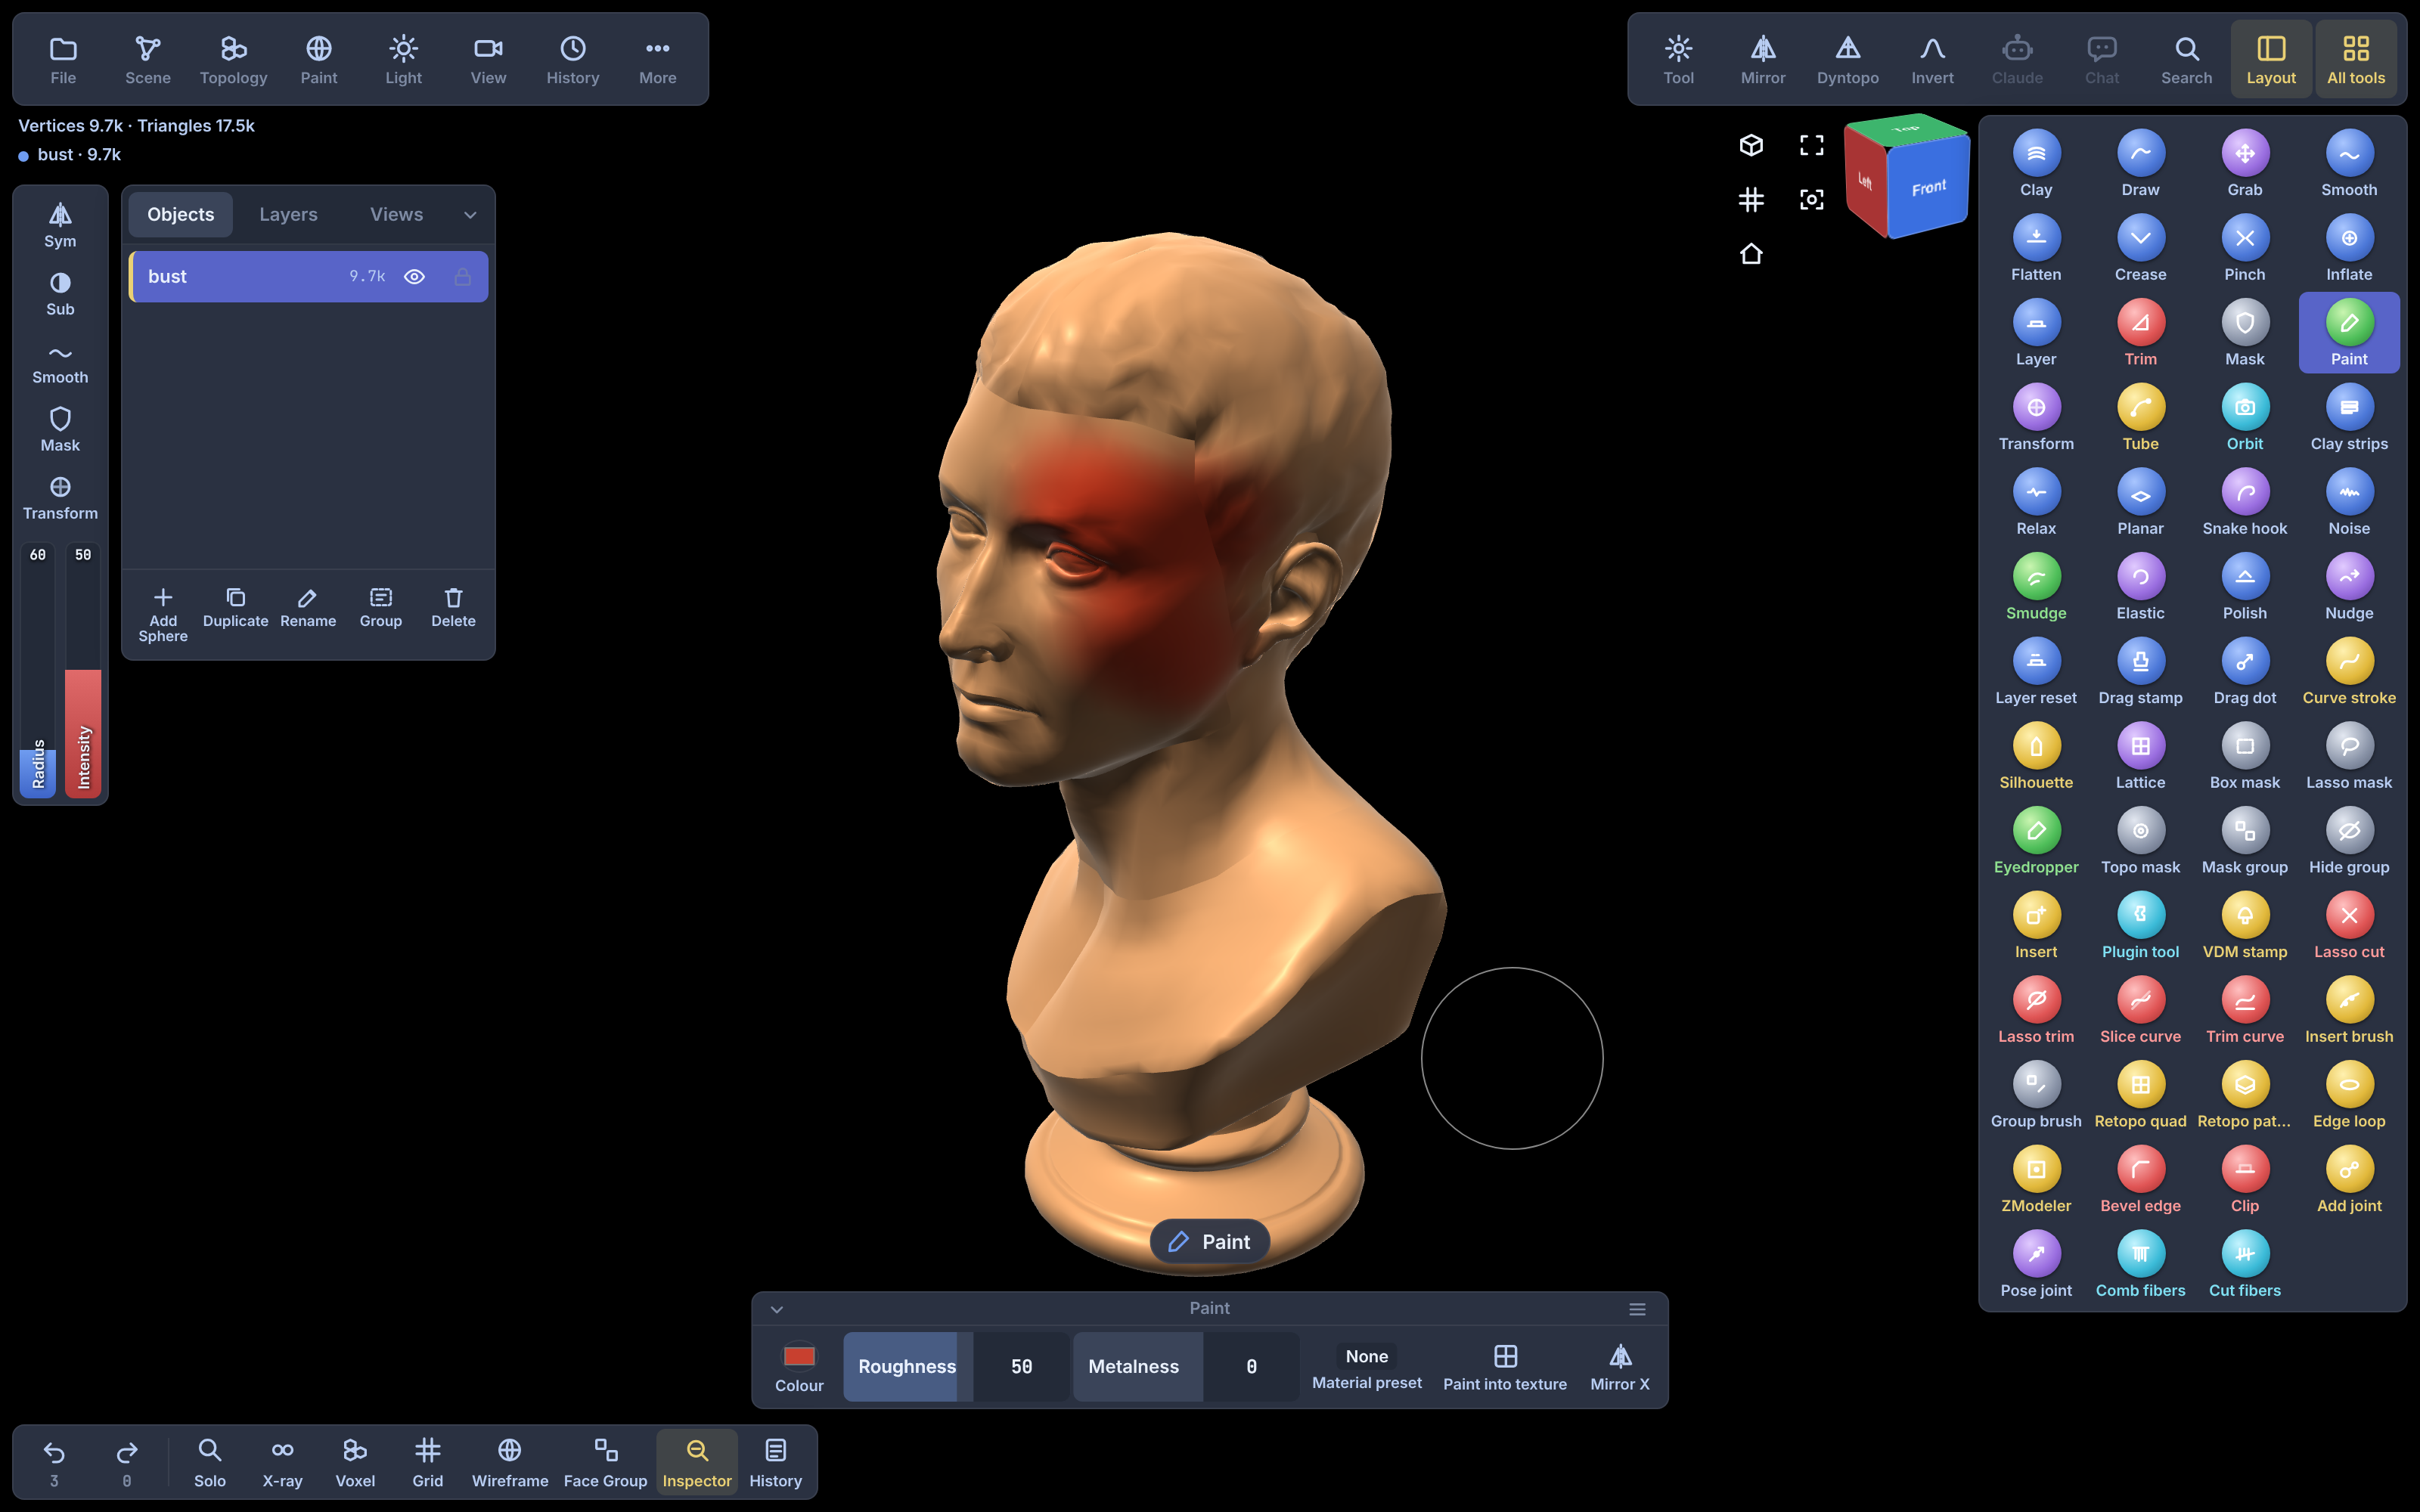 File Scene Topology Paint Light View History More
Tool Mirror Dyntopo Invert Claude Chat Search Layout All tools
Vertices 9.7k · Triangles 17.5k
bust · 9.7k
Sym
Sub
Smooth
Mask
Transform
60 50
Radius Intensity
Objects Layers Views
bust 9.7k
Add Sphere Duplicate Rename Group Delete
Top
Left Front
Clay Draw Grab Smooth
Flatten Crease Pinch Inflate
Layer Trim Mask Paint
Transform Tube Orbit Clay strips
Relax Planar Snake hook Noise
Smudge Elastic Polish Nudge
Layer reset Drag stamp Drag dot Curve stroke
Silhouette Lattice Box mask Lasso mask
Eyedropper Topo mask Mask group Hide group
Insert Plugin tool VDM stamp Lasso cut
Lasso trim Slice curve Trim curve Insert brush
Group brush Retopo quad Retopo pat... Edge loop
ZModeler Bevel edge Clip Add joint
Pose joint Comb fibers Cut fibers
Paint
Paint
Colour Roughness 50 Metalness 0 None Material preset Paint into texture Mirror X
3 0 Solo X-ray Voxel Grid Wireframe Face Group Inspector History